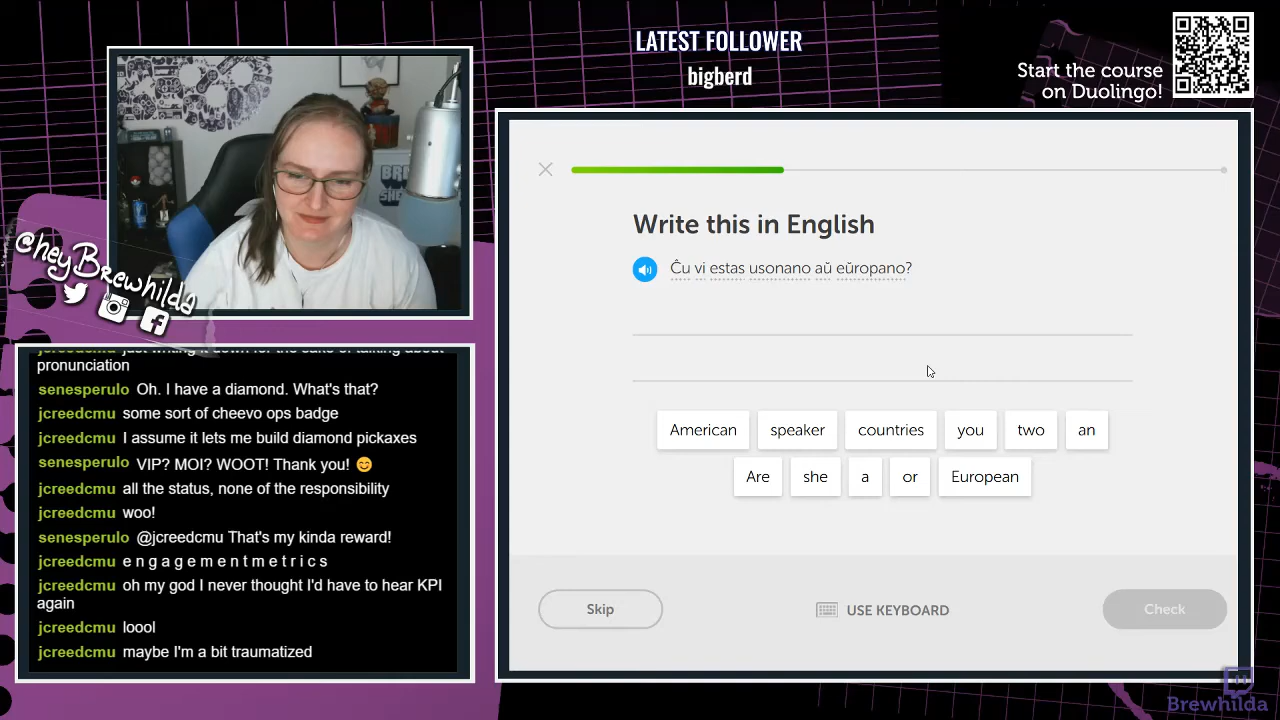 LATEST FOLLOWER
bigberd
Start the course
on Duolingo!
@heyBrewhilda
Write this in English
Ĉu vi estas usonano aŭ eŭropano?
American speaker countries you two an
Are she a or European
Skip
USE KEYBOARD
Check
jcreedcmu just writing it down for the sake of talking about
pronunciation
senesperulo Oh. I have a diamond. What's that?
jcreedcmu some sort of cheevo ops badge
jcreedcmu I assume it lets me build diamond pickaxes
senesperulo VIP? MOI? WOOT! Thank you! 😊
jcreedcmu all the status, none of the responsibility
jcreedcmu woo!
senesperulo @jcreedcmu That's my kinda reward!
jcreedcmu e n g a g e m e n t m e t r i c s
jcreedcmu oh my god I never thought I'd have to hear KPI
again
jcreedcmu loool
jcreedcmu maybe I'm a bit traumatized
Brewhilda